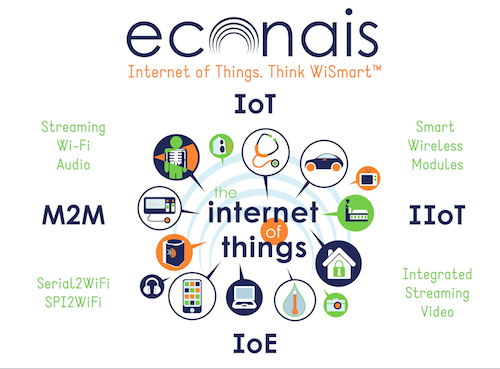 econais
Internet of Things. Think WiSmart™
IoT
Streaming
Wi-Fi
Audio
Smart
Wireless
Modules
M2M
the
internet
of
things
IIoT
Serial2WiFi
SPI2WiFi
Integrated
Streaming
Video
IoE